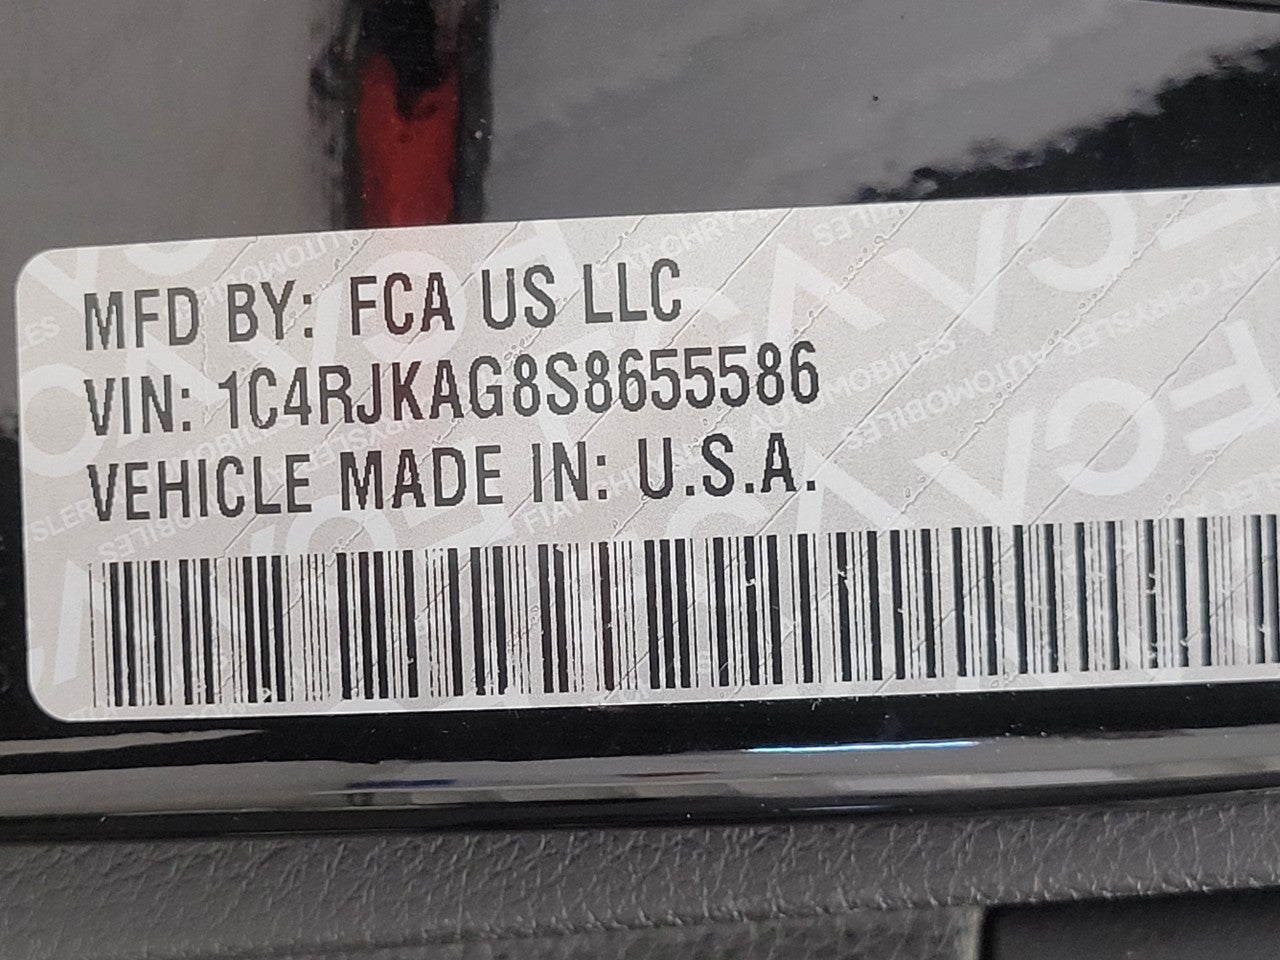 MFD BY: FCA US LLC
VIN: 1C4RJKAG8S8655586
VEHICLE MADE IN: U.S.A.